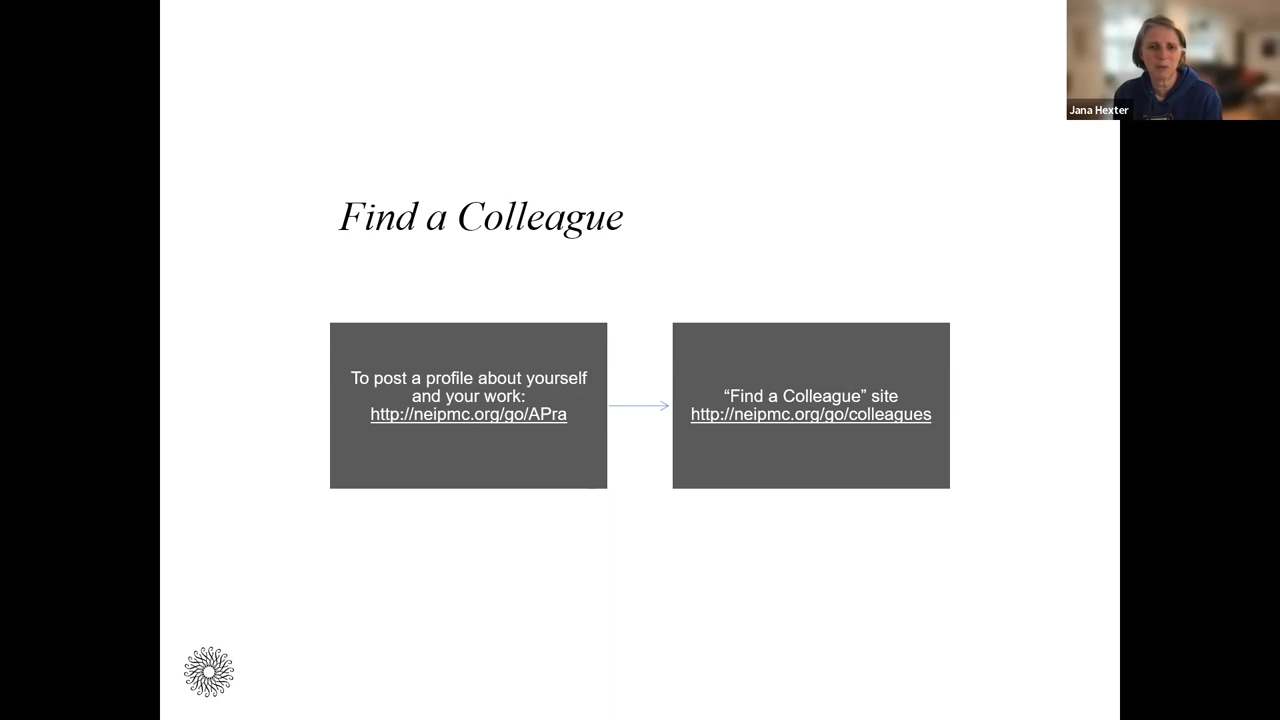 Jana Hexter
Find a Colleague
To post a profile about yourself
and your work:
http://neipmc.org/go/APra
“Find a Colleague” site
http://neipmc.org/go/colleagues